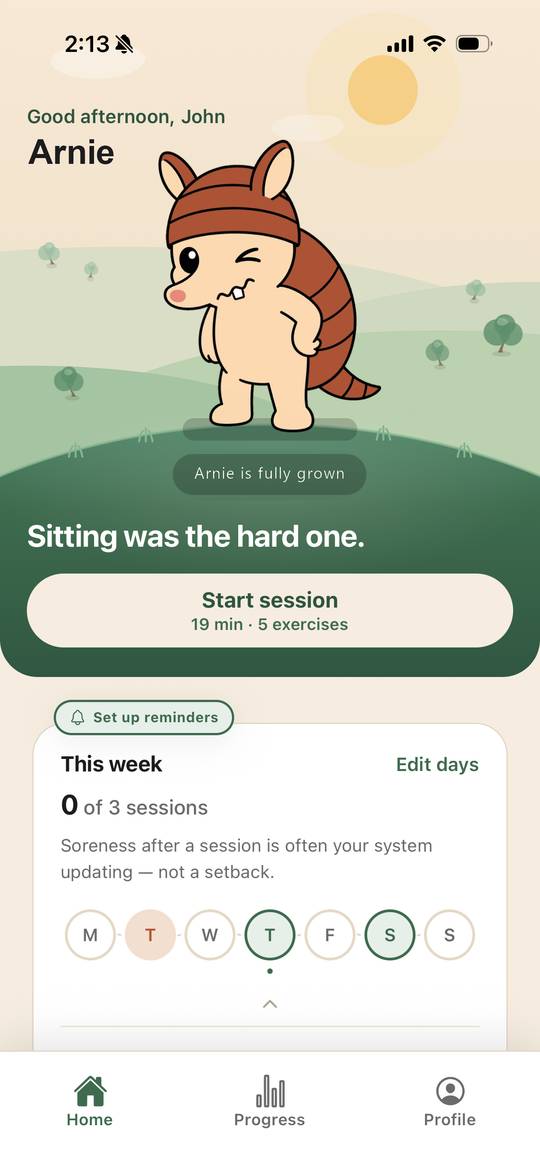 2:13
Good afternoon, John
Arnie
Arnie is fully grown
Sitting was the hard one.
Start session
19 min · 5 exercises
Set up reminders
This week
Edit days
0 of 3 sessions
Soreness after a session is often your system
updating — not a setback.
M T W T F S S
Home Progress Profile